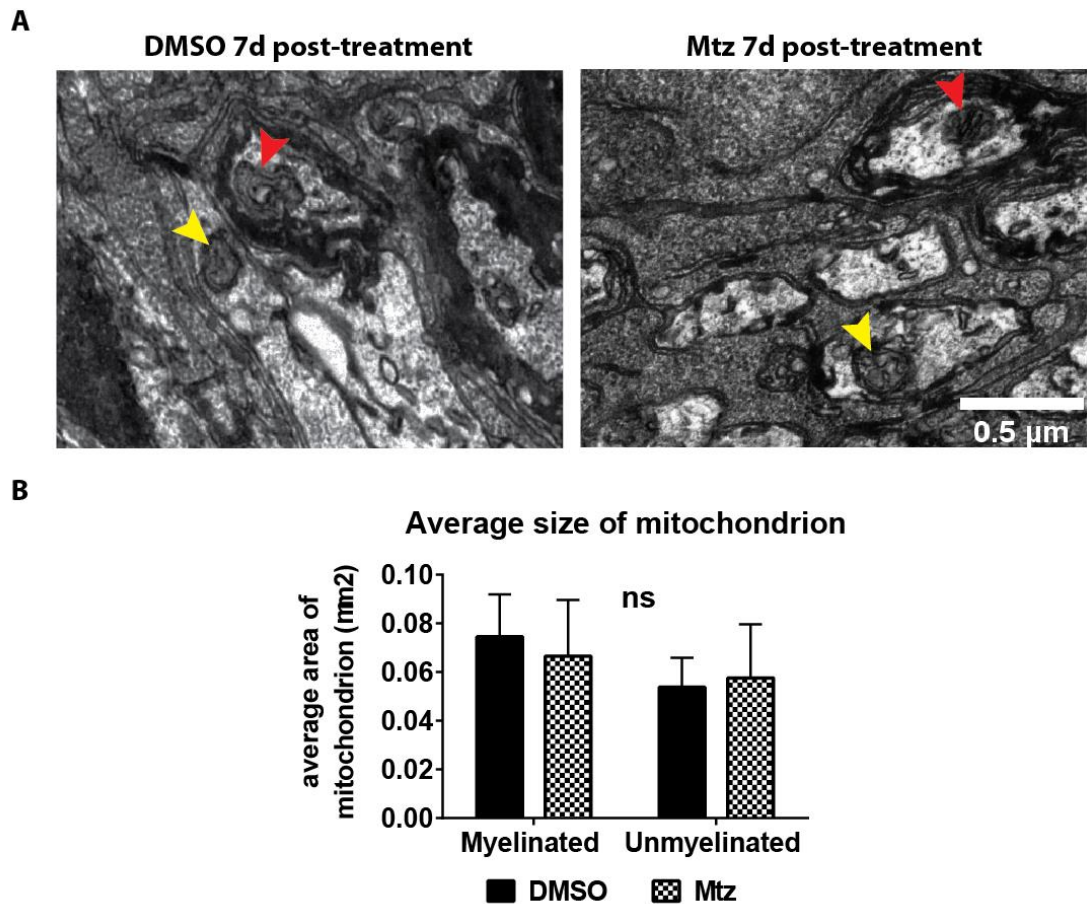 A
DMSO 7d post-treatment
Mtz 7d post-treatment
0.5 µm
B
Average size of mitochondrion
average area of
mitochondrion (mm2)
0.10
0.08
0.06
0.04
0.02
0.00
ns
Myelinated
Unmyelinated
DMSO
Mtz